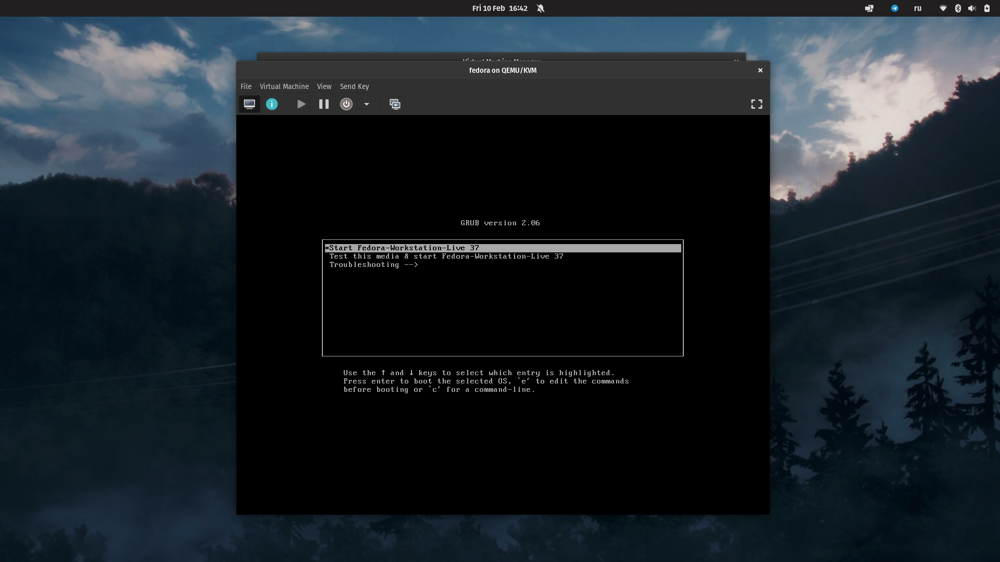 Fri 10 Feb 16:42
ru
Virtual Machine Manager
fedora on QEMU/KVM
File Virtual Machine View Send Key
GRUB version 2.06
*Start Fedora-Workstation-Live 37
Test this media & start Fedora-Workstation-Live 37
Troubleshooting -->
Use the ↑ and ↓ keys to select which entry is highlighted.
Press enter to boot the selected OS, `e' to edit the commands
before booting or `c' for a command-line.